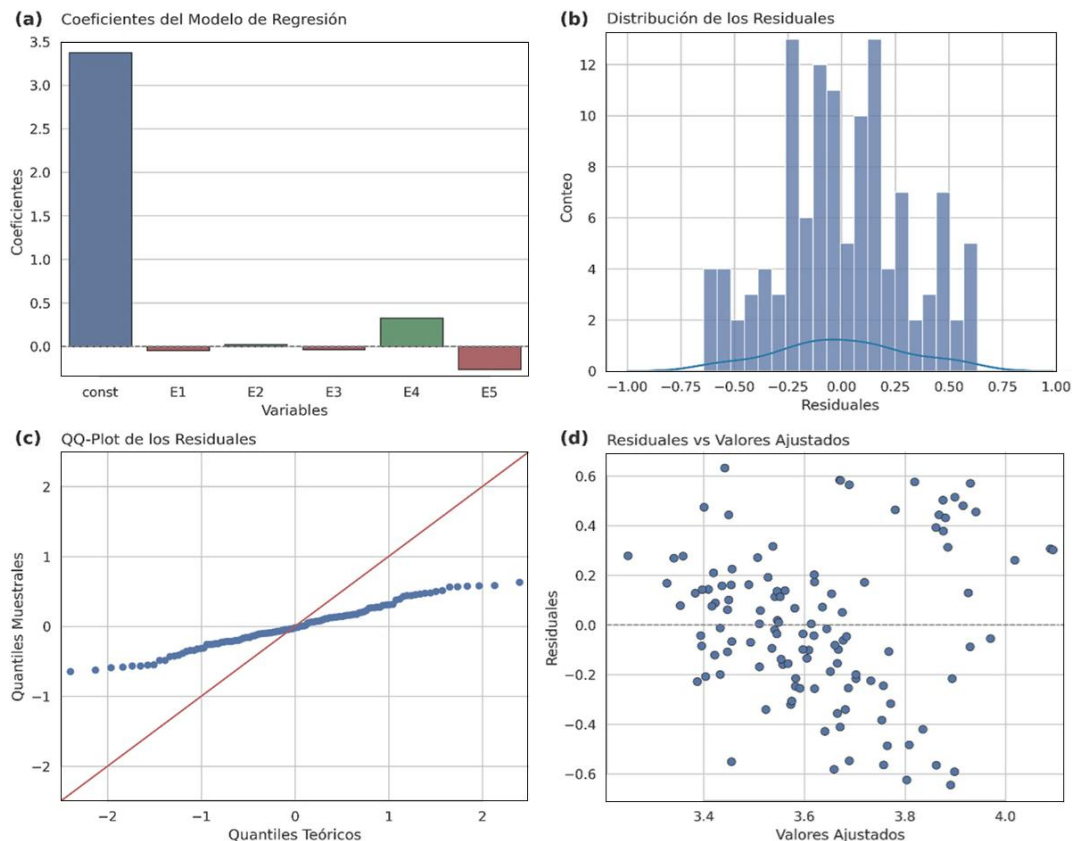 (a) Coeficientes del Modelo de Regresión
3.5
3.0
2.5
2.0
1.5
1.0
0.5
0.0
Coeficientes
const E1 E2 E3 E4 E5
Variables
(b) Distribución de los Residuales
12
10
8
6
4
2
0
Conteo
−1.00 −0.75 −0.50 −0.25 0.00 0.25 0.50 0.75 1.00
Residuales
(c) QQ-Plot de los Residuales
2
1
0
−1
−2
Quantiles Muestrales
−2 −1 0 1 2
Quantiles Teóricos
(d) Residuales vs Valores Ajustados
0.6
0.4
0.2
0.0
−0.2
−0.4
−0.6
Residuales
3.4 3.6 3.8 4.0
Valores Ajustados